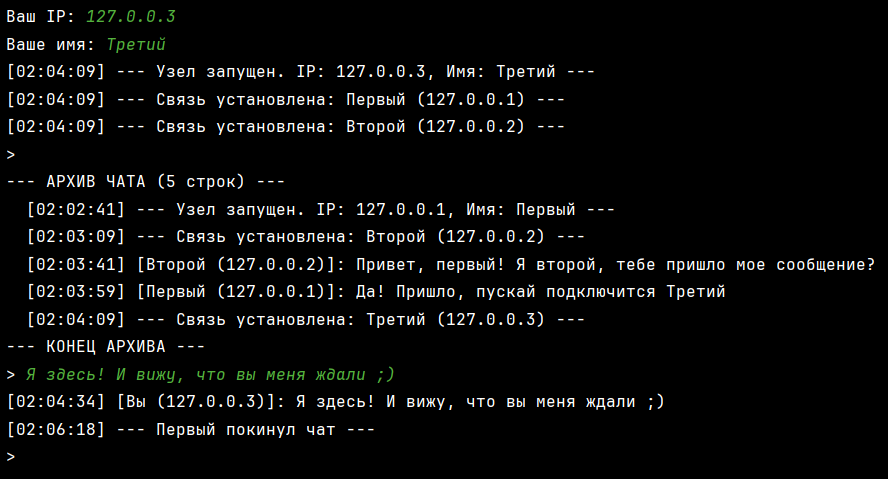 Ваш IP: 127.0.0.3
Ваше имя: Третий
[02:04:09] --- Узел запущен. IP: 127.0.0.3, Имя: Третий ---
[02:04:09] --- Связь установлена: Первый (127.0.0.1) ---
[02:04:09] --- Связь установлена: Второй (127.0.0.2) ---
>
--- АРХИВ ЧАТА (5 строк) ---
[02:02:41] --- Узел запущен. IP: 127.0.0.1, Имя: Первый ---
[02:03:09] --- Связь установлена: Второй (127.0.0.2) ---
[02:03:41] [Второй (127.0.0.2)]: Привет, первый! Я второй, тебе пришло мое сообщение?
[02:03:59] [Первый (127.0.0.1)]: Да! Пришло, пускай подключится Третий
[02:04:09] --- Связь установлена: Третий (127.0.0.3) ---
--- КОНЕЦ АРХИВА ---
> Я здесь! И вижу, что вы меня ждали ;)
[02:04:34] [Вы (127.0.0.3)]: Я здесь! И вижу, что вы меня ждали ;)
[02:06:18] --- Первый покинул чат ---
>